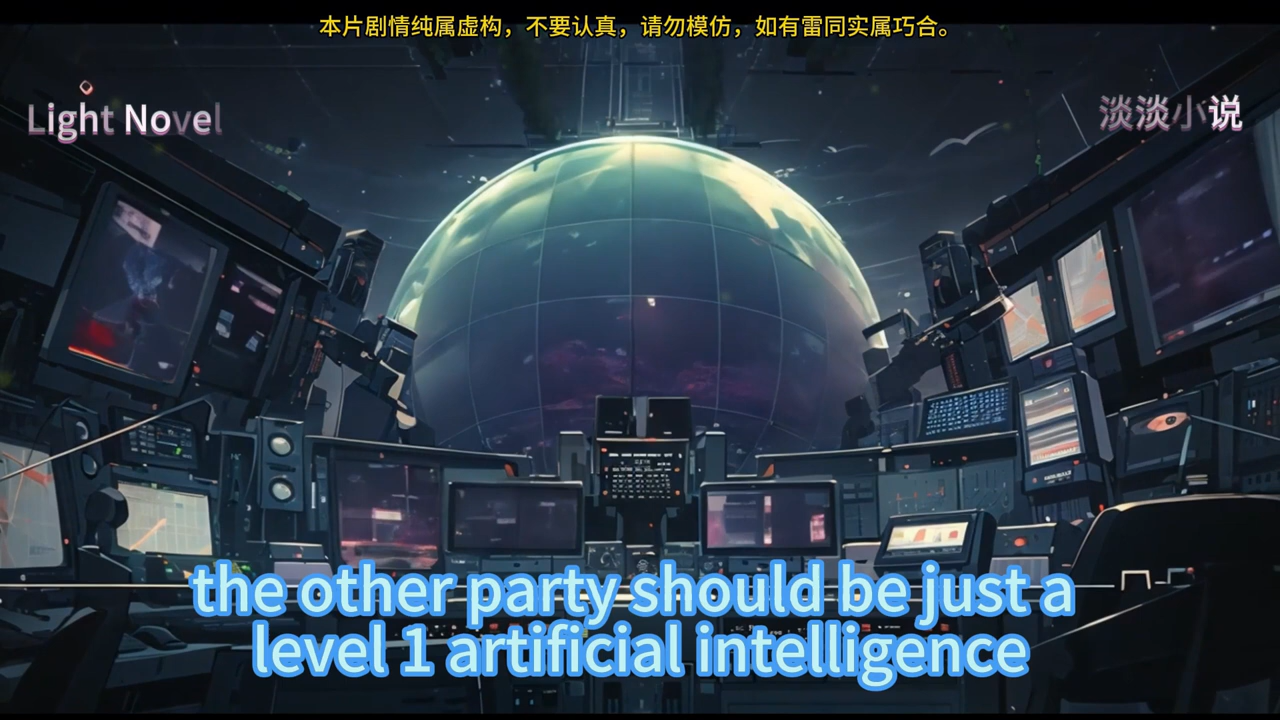 本片剧情纯属虚构，不要认真，请勿模仿，如有雷同实属巧合。
Light Novel
淡淡小说
the other party should be just a
level 1 artificial intelligence